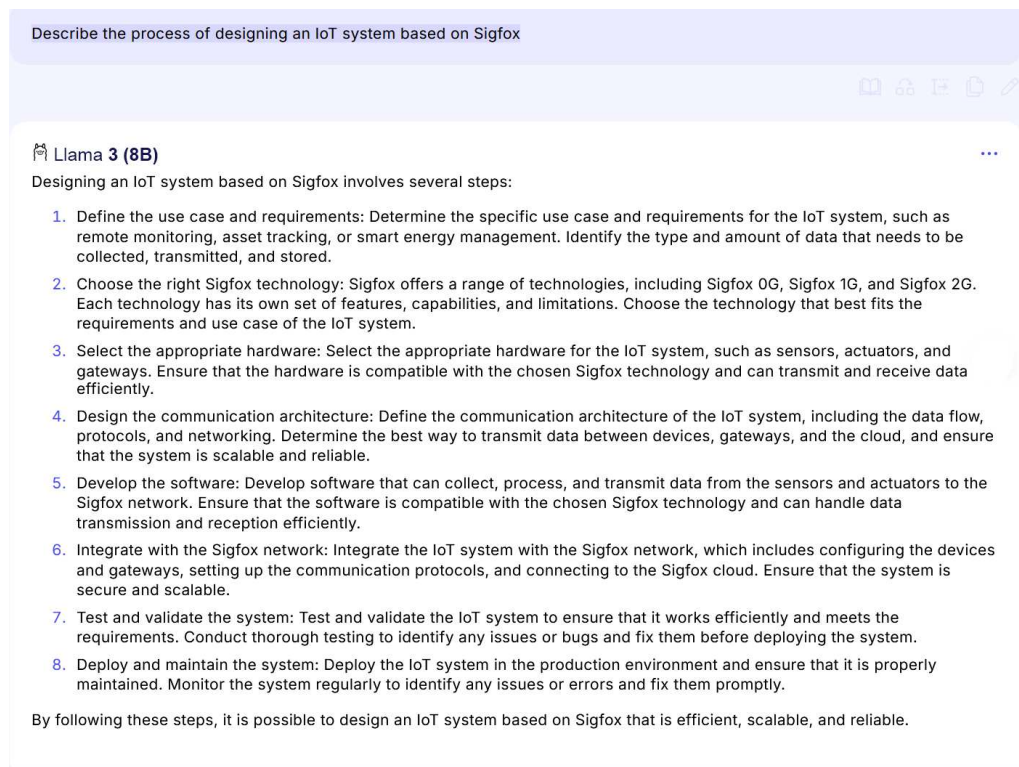 Describe the process of designing an IoT system based on Sigfox
Llama 3 (8B)
Designing an IoT system based on Sigfox involves several steps:
1. Define the use case and requirements: Determine the specific use case and requirements for the IoT system, such as
remote monitoring, asset tracking, or smart energy management. Identify the type and amount of data that needs to be
collected, transmitted, and stored.
2. Choose the right Sigfox technology: Sigfox offers a range of technologies, including Sigfox 0G, Sigfox 1G, and Sigfox 2G.
Each technology has its own set of features, capabilities, and limitations. Choose the technology that best fits the
requirements and use case of the IoT system.
3. Select the appropriate hardware: Select the appropriate hardware for the IoT system, such as sensors, actuators, and
gateways. Ensure that the hardware is compatible with the chosen Sigfox technology and can transmit and receive data
efficiently.
4. Design the communication architecture: Define the communication architecture of the IoT system, including the data flow,
protocols, and networking. Determine the best way to transmit data between devices, gateways, and the cloud, and ensure
that the system is scalable and reliable.
5. Develop the software: Develop software that can collect, process, and transmit data from the sensors and actuators to the
Sigfox network. Ensure that the software is compatible with the chosen Sigfox technology and can handle data
transmission and reception efficiently.
6. Integrate with the Sigfox network: Integrate the IoT system with the Sigfox network, which includes configuring the devices
and gateways, setting up the communication protocols, and connecting to the Sigfox cloud. Ensure that the system is
secure and scalable.
7. Test and validate the system: Test and validate the IoT system to ensure that it works efficiently and meets the
requirements. Conduct thorough testing to identify any issues or bugs and fix them before deploying the system.
8. Deploy and maintain the system: Deploy the IoT system in the production environment and ensure that it is properly
maintained. Monitor the system regularly to identify any issues or errors and fix them promptly.
By following these steps, it is possible to design an IoT system based on Sigfox that is efficient, scalable, and reliable.